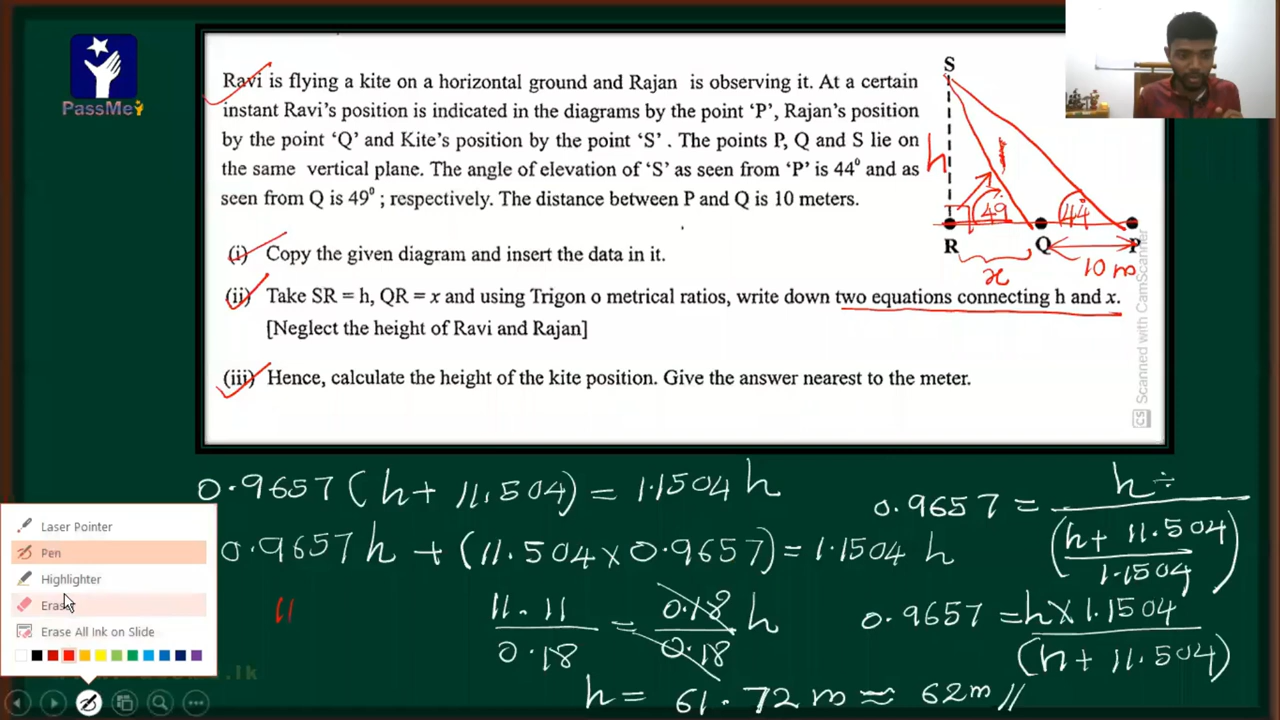 PassMe
Ravi is flying a kite on a horizontal ground and Rajan is observing it. At a certain
instant Ravi's position is indicated in the diagrams by the point 'P', Rajan's position
by the point 'Q' and Kite's position by the point 'S' . The points P, Q and S lie on
the same vertical plane. The angle of elevation of 'S' as seen from 'P' is 44⁰ and as
seen from Q is 49⁰ ; respectively. The distance between P and Q is 10 meters.
(i) Copy the given diagram and insert the data in it.
(ii) Take SR = h, QR = x and using Trigon o metrical ratios, write down two equations connecting h and x.
[Neglect the height of Ravi and Rajan]
(iii) Hence, calculate the height of the kite position. Give the answer nearest to the meter.
S
h
49
44
R
Q
P
x
10 m
CS Scanned with CamScanner
0.9657 (h + 11.504) = 1.1504 h
0.9657 h + (11.504 × 0.9657) = 1.1504 h
11.11 / 0.18 = 0.18 / 0.18 h
h = 61.72 m ≈ 62m //
0.9657 = h ÷
(h + 11.504)
1.1504
0.9657 = h × 1.1504
(h + 11.504)
Laser Pointer
Pen
Highlighter
Erase All Ink on Slide